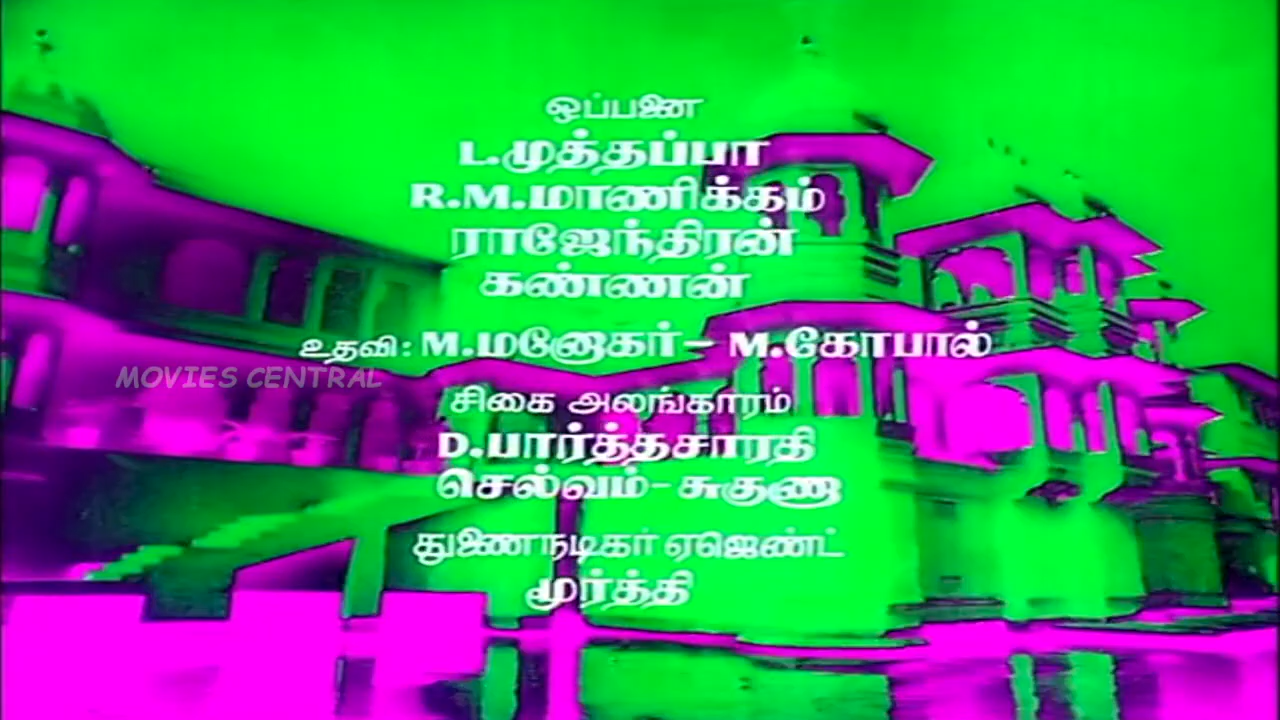 ஒப்பனை
ட.முத்தப்பா
R.M.மாணிக்கம்
ராஜேந்திரன்
கண்ணன்
உதவி: M.மனோகர் - M.கோபால்
MOVIES CENTRAL
சிகை அலங்காரம்
D.பார்த்தசாரதி
செல்வம் - சுகுணா
துணைநடிகர் ஏஜெண்ட்
மூர்த்தி